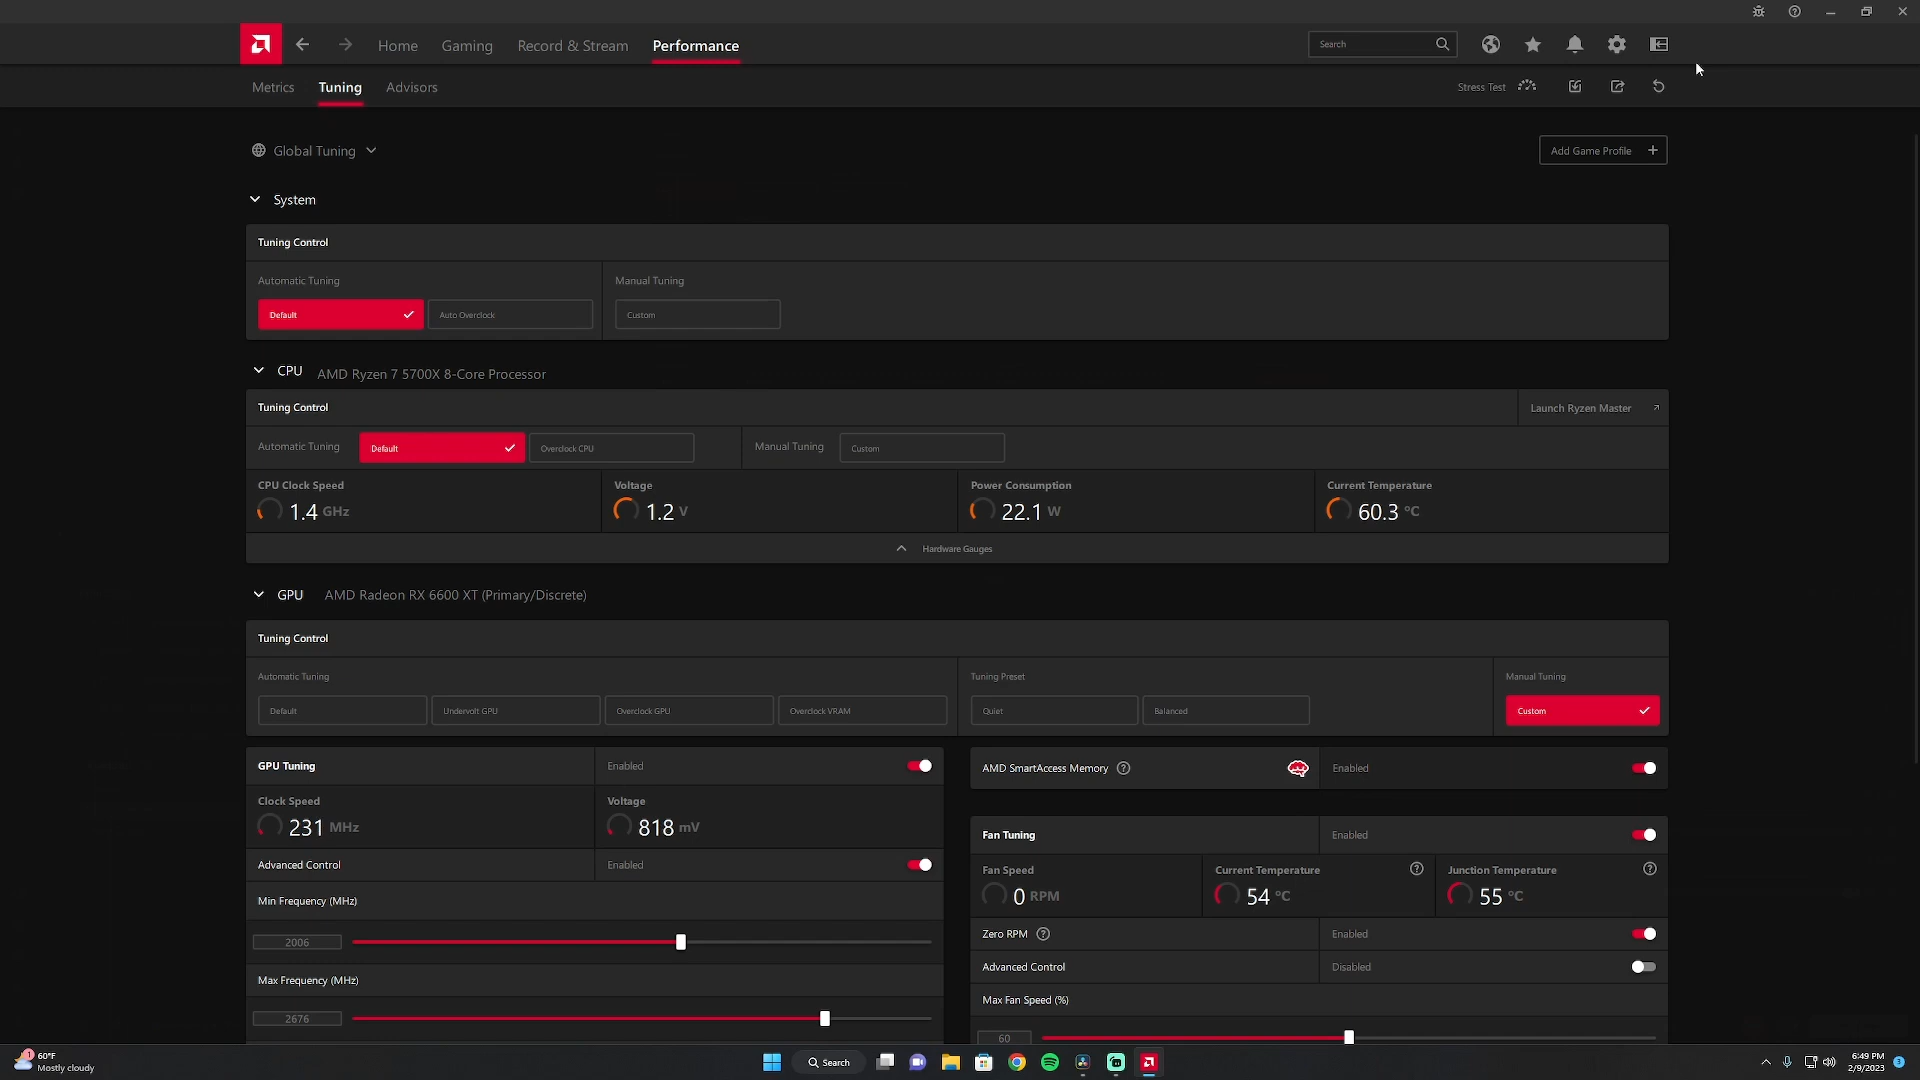 Home Gaming Record & Stream Performance Search
Metrics Tuning Advisors Stress Test
Global Tuning Add Game Profile
System
Tuning Control
Automatic Tuning Manual Tuning
Default Auto Overclock Custom
CPU AMD Ryzen 7 5700X 8-Core Processor
Tuning Control Launch Ryzen Master
Automatic Tuning Default Overclock CPU Manual Tuning Custom
CPU Clock Speed Voltage Power Consumption Current Temperature
1.4 GHz 1.2 V 22.1 W 60.3 °C
Hardware Gauges
GPU AMD Radeon RX 6600 XT (Primary/Discrete)
Tuning Control
Automatic Tuning Tuning Preset Manual Tuning
Default Undervolt GPU Overclock GPU Overclock VRAM Quiet Balanced Custom
GPU Tuning Enabled
Clock Speed Voltage
231 MHz 818 mV
Advanced Control Enabled
Min Frequency (MHz)
2006
Max Frequency (MHz)
2676
AMD SmartAccess Memory Enabled
Fan Tuning Enabled
Fan Speed Current Temperature Junction Temperature
0 RPM 54 °C 55 °C
Zero RPM Enabled
Advanced Control Disabled
Max Fan Speed (%)
60
1
60°F
Mostly cloudy
Search
6:49 PM
2/9/2023
3